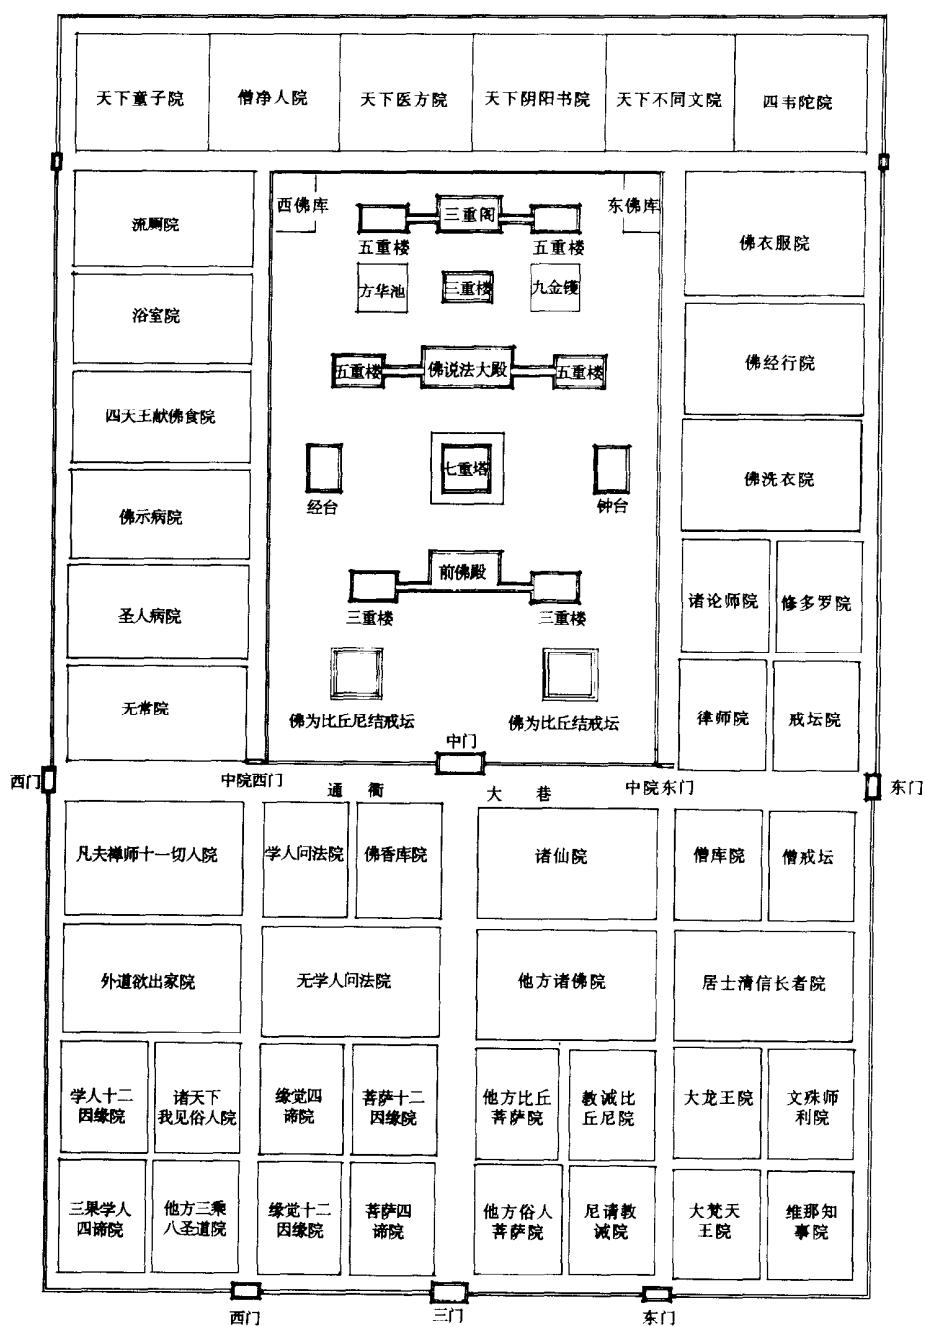 天下童子院
僧净人院
天下医方院
天下阴阳书院
天下不同文院
四韦陀院
西佛库
三重阁
东佛库
五重楼
五重楼
方华池
三重楼
九金镬
流厕院
浴室院
四天王献佛食院
佛示病院
圣人病院
无常院
佛衣服院
佛经行院
佛洗衣院
诸论师院
修多罗院
律师院
戒坛院
五重楼
佛说法大殿
五重楼
七重塔
经台
钟台
前佛殿
三重楼
三重楼
佛为比丘尼结戒坛
佛为比丘结戒坛
中门
西门
中院西门
中院东门
东门
通衢
大巷
凡夫禅师十一切人院
学人问法院
佛香库院
诸仙院
僧库院
僧戒坛
外道欲出家院
无学人问法院
他方诸佛院
居士清信长者院
学人十二
因缘院
诸天下
我见俗人院
缘觉四
谛院
菩萨十二
因缘院
他方比丘
菩萨院
教诫比
丘尼院
大龙王院
文殊师
利院
三果学人
四谛院
他方三乘
八圣道院
缘觉十二
因缘院
菩萨四
谛院
他方俗人
菩萨院
尼请教
诫院
大梵天
王院
维那知
事院
西门
三门
东门